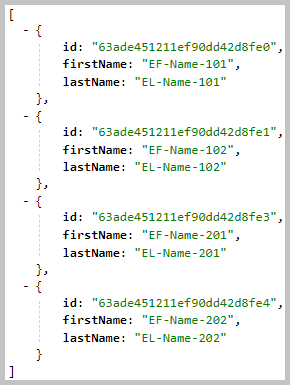 [
- {
id: "63ade451211ef90dd42d8fe0",
firstName: "EF-Name-101",
lastName: "EL-Name-101"
},
- {
id: "63ade451211ef90dd42d8fe1",
firstName: "EF-Name-102",
lastName: "EL-Name-102"
},
- {
id: "63ade451211ef90dd42d8fe3",
firstName: "EF-Name-201",
lastName: "EL-Name-201"
},
- {
id: "63ade451211ef90dd42d8fe4",
firstName: "EF-Name-202",
lastName: "EL-Name-202"
}
]